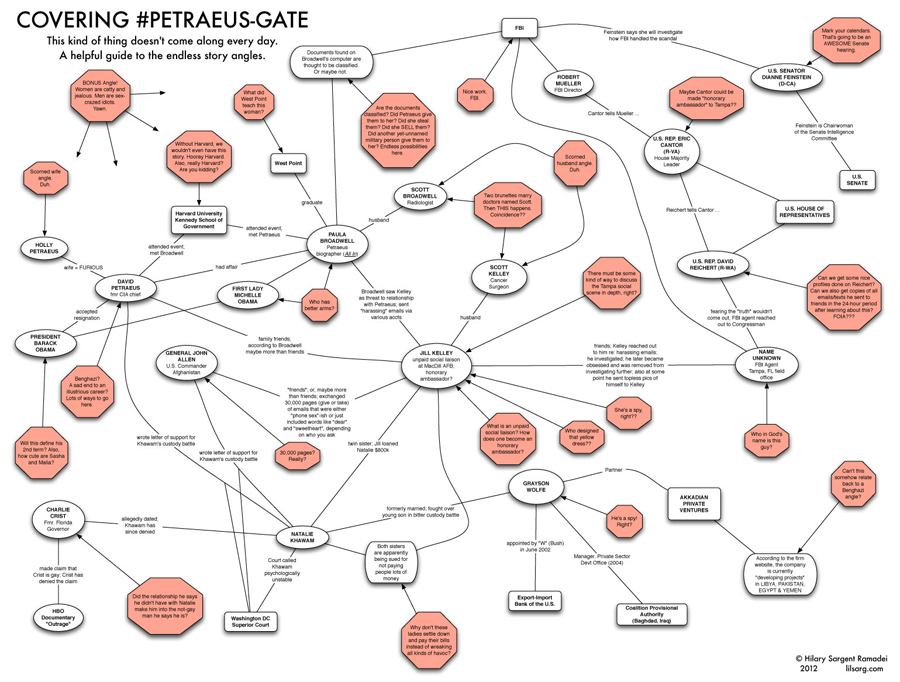 COVERING #PETRAEUS-GATE
This kind of thing doesn't come along every day.
A helpful guide to the endless story angles.
FBI
Feinstein says she will investigate
how FBI handled the scandal
Mark your calendars.
That's going to be an
AWESOME Senate
hearing.
Documents found on
Broadwell's computer are
thought to be classified.
Or maybe not.
BONUS Angle!
Women are catty and
jealous. Men are sex-
crazed idiots.
Yawn.
What did
West Point
teach this
woman?
Nice work,
FBI.
ROBERT
MUELLER
FBI Director
U.S. SENATOR
DIANNE FEINSTEIN
(D-CA)
Maybe Cantor could be
made "honorary
ambassador" to Tampa??
Cantor tells Mueller ...
Are the documents
Classified? Did Petraeus give
them to her? Did she steal
them? Did she SELL them?
Did another yet-unnamed
military person give them to
her? Endless possibilities
here.
Feinstein is Chairwoman
of the Senate Intelligence
Committee
Without Harvard, we
wouldn't even have this
story. Hooray Harvard.
Also, really Harvard?
Are you kidding?
U.S. REP. ERIC
CANTOR
(R-VA)
House Majority
Leader
Scorned
husband angle.
Duh.
West Point
Scorned wife
angle.
Duh.
U.S.
SENATE
SCOTT
BROADWELL
Radiologist
Two brunettes marry
doctors named Scott.
Then THIS happens.
Coincidence??
graduate
husband
Reichert tells Cantor ...
U.S. HOUSE OF
REPRESENTATIVES
Harvard University
Kennedy School of
Government
attended event;
met Petraeus
HOLLY
PETRAEUS
attended event;
met Broadwell
PAULA
BROADWELL
Petraeus
biographer (All In)
wife = FURIOUS
had affair
SCOTT
KELLEY
Cancer
Surgeon
U.S. REP. DAVID
REICHERT (R-WA)
There must be some
kind of way to discuss
the Tampa social
scene in depth, right?
Can we get some nice
profiles done on Reichert?
Can we also get copies of all
emails/texts he sent to
friends in the 24-hour period
after learning about this?
FOIA???
DAVID
PETRAEUS
fmr CIA chief
FIRST LADY
MICHELLE
OBAMA
Who has
better arms?
Broadwell saw Kelley
as threat to relationship
with Petraeus; sent
"harassing" emails via
various accts
husband
fearing the "truth" wouldn't
come out, FBI agent reached
out to Congressman
accepted
resignation
PRESIDENT
BARACK
OBAMA
family friends;
according to Broadwell
maybe more than friends
GENERAL JOHN
ALLEN
U.S. Commander
Afghanistan
JILL KELLEY
unpaid social liaison
at MacDill AFB;
honorary
ambassador?
friends; Kelley reached out
to him re: harassing emails;
he investigated; he later became
obsessed and was removed from
investigating further; also at some
point he sent topless pics of
himself to Kelley
NAME
UNKNOWN
FBI Agent
Tampa, FL field
office
Benghazi?
A sad end to an
illustrious career?
Lots of ways to go
here.
"friends", or, maybe more
than friends; exchanged
30,000 pages (give or take)
of emails that were either
"phone sex"-ish or just
included words like "dear"
and "sweetheart", depending
on who you ask
She's a spy,
right??
Will this define his
2nd term? Also,
how cute are Sasha
and Malia?
wrote letter of support for
Khawam's custody battle
wrote letter of support for
Khawam's custody battle
30,000 pages?
Really?
twin sister; Jill loaned
Natalie $800k
What is an unpaid
social liaison? How
does one become an
honorary
ambassador?
Who designed
that yellow
dress??
Who in God's
name is this
guy?
GRAYSON
WOLFE
Partner
AKKADIAN
PRIVATE
VENTURES
Can't this
somehow relate
back to a
Benghazi
angle?
CHARLIE
CRIST
Fmr. Florida
Governor
allegedly dated;
Khawam has
since denied
formerly married; fought over
young son in bitter custody battle
NATALIE
KHAWAM
He's a spy!
Right?
appointed by "W" (Bush)
in June 2002
Manager, Private Sector
Devt Office (2004)
made claim that
Crist is gay; Crist has
denied the claim
Court called
Khawam
psychologically
unstable
Both sisters
are apparently
being sued for
not paying
people lots of
money
According to the firm
website, the company
is currently
"developing projects"
in LIBYA, PAKISTAN,
EGYPT & YEMEN
Did the relationship he says
he didn't have with Natalie
make him into the not-gay
man he says he is?
HBO
Documentary
"Outrage"
Washington DC
Superior Court
Export-Import
Bank of the U.S.
Coalition Provisional
Authority
(Baghdad, Iraq)
Why don't these
ladies settle down
and pay their bills
instead of wreaking
all kinds of havoc?
© Hilary Sargent Ramadei
2012 lilsarg.com